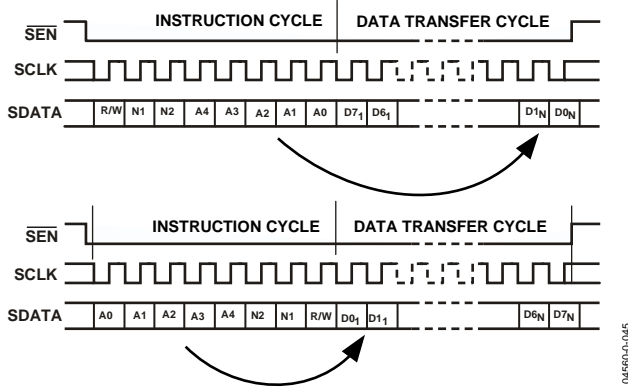 INSTRUCTION CYCLE DATA TRANSFER CYCLE
SEN
SCLK
SDATA R/W N1 N2 A4 A3 A2 A1 A0 D7₁ D6₁ D1N D0N
INSTRUCTION CYCLE DATA TRANSFER CYCLE
SEN
SCLK
SDATA A0 A1 A2 A3 A4 N2 N1 R/W D0₁ D1₁ D6N D7N
04560-0-045